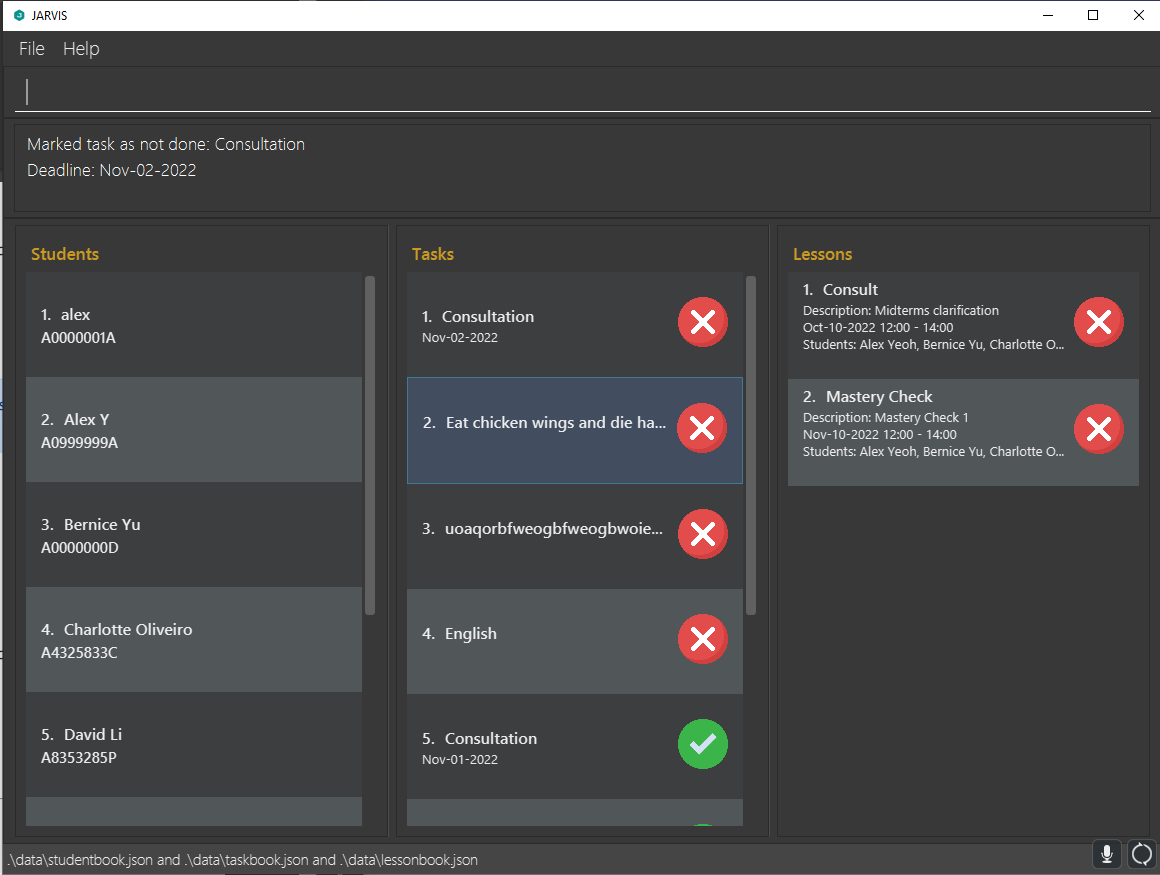 JARVIS
File Help
Marked task as not done: Consultation
Deadline: Nov-02-2022
Students
1. alex
A0000001A
2. Alex Y
A0999999A
3. Bernice Yu
A0000000D
4. Charlotte Oliveiro
A4325833C
5. David Li
A8353285P
Tasks
1. Consultation
Nov-02-2022
2. Eat chicken wings and die ha...
3. uoaqorbfweogbfweogbwoie...
4. English
5. Consultation
Nov-01-2022
Lessons
1. Consult
Description: Midterms clarification
Oct-10-2022 12:00 - 14:00
Students: Alex Yeoh, Bernice Yu, Charlotte O...
2. Mastery Check
Description: Mastery Check 1
Nov-10-2022 12:00 - 14:00
Students: Alex Yeoh, Bernice Yu, Charlotte O...
.\data\studentbook.json and .\data\taskbook.json and .\data\lessonbook.json